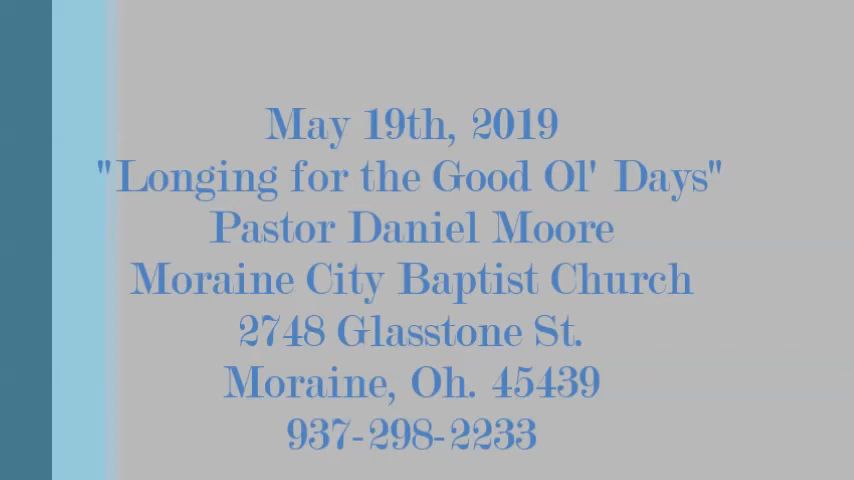 May 19th, 2019
"Longing for the Good Ol' Days"
Pastor Daniel Moore
Moraine City Baptist Church
2748 Glasstone St.
Moraine, Oh. 45439
937-298-2233